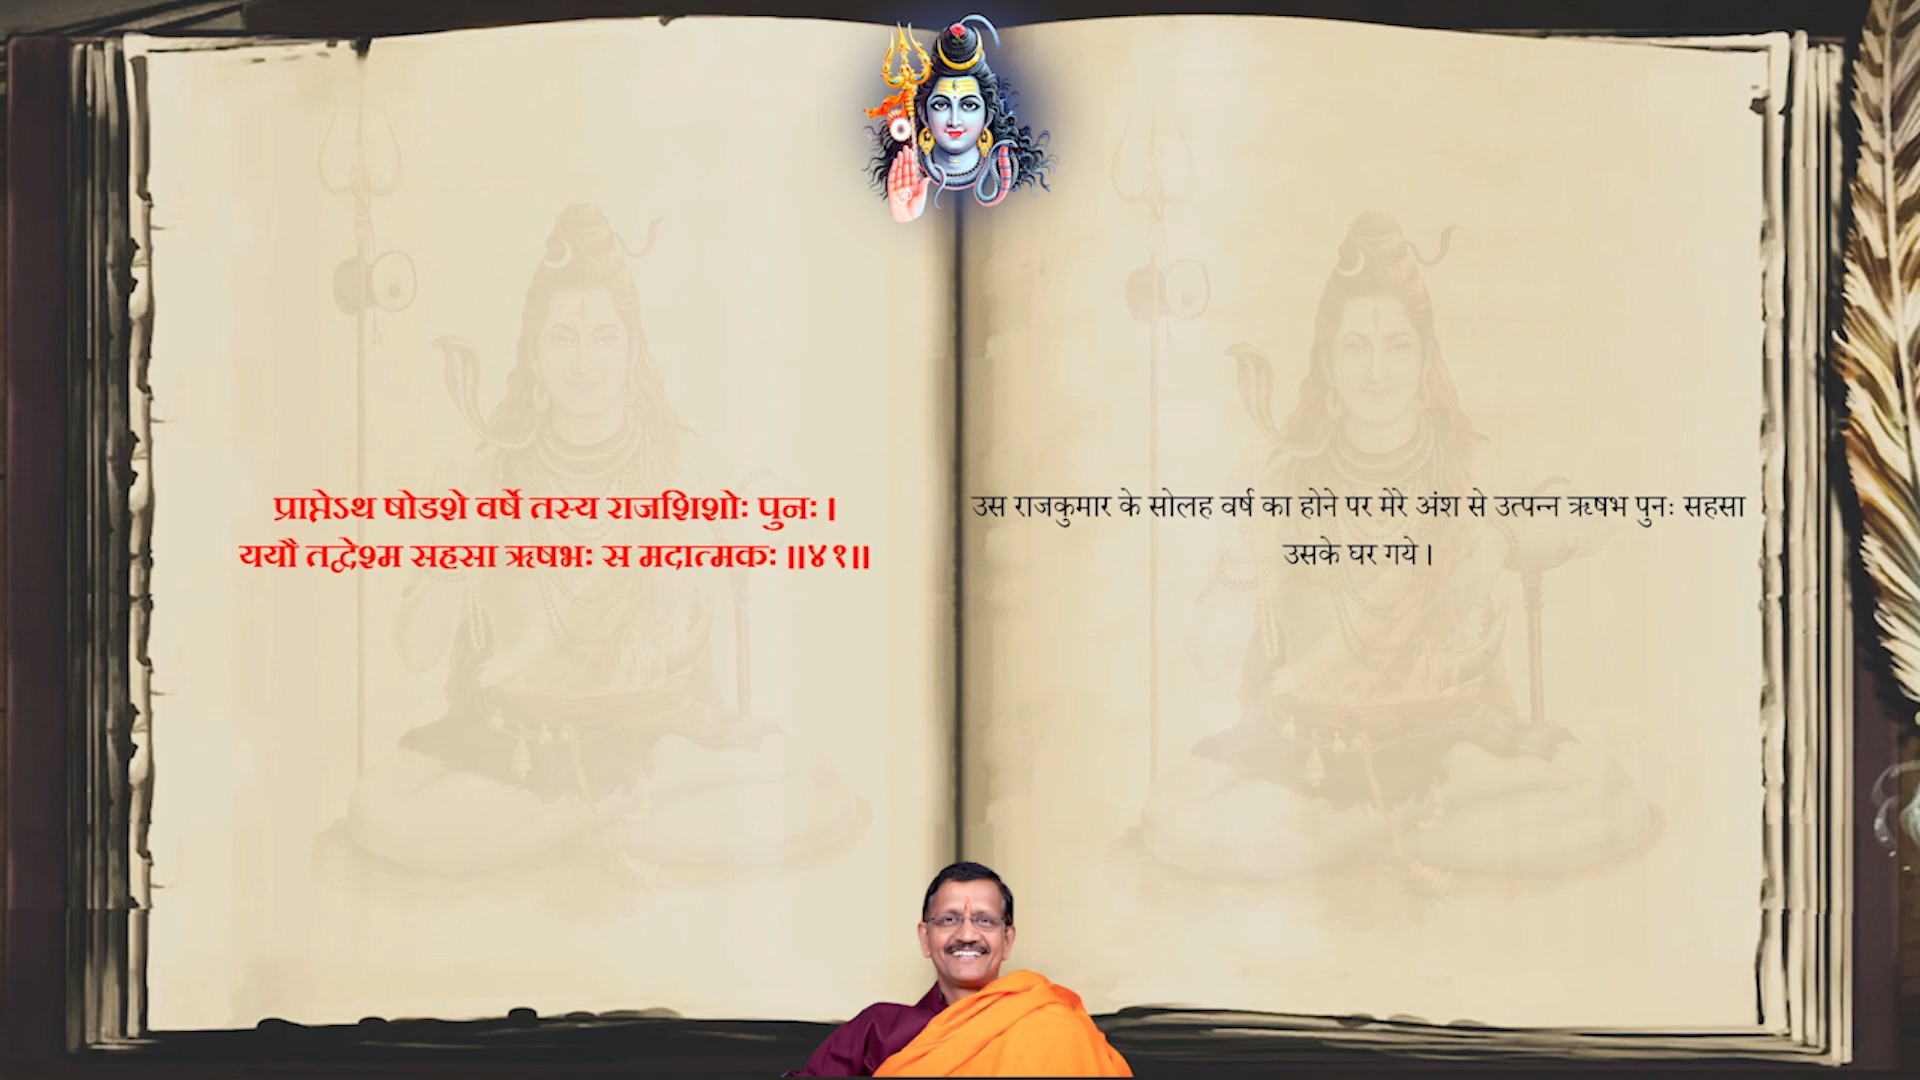 प्राप्तेऽथ षोडशे वर्षे तस्य राजशिशोः पुनः ।
ययौ तद्वेश्म सहसा ऋषभः स मदात्मकः ॥४१॥
उस राजकुमार के सोलह वर्ष का होने पर मेरे अंश से उत्पन्न ऋषभ पुनः सहसा
उसके घर गये ।